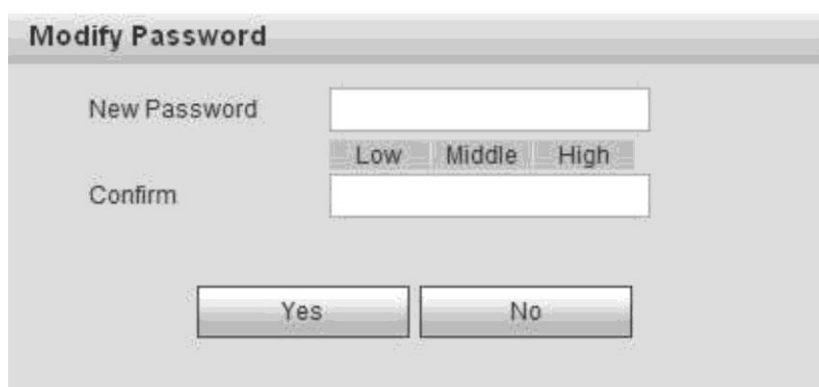 Modify Password
New Password
Low Middle High
Confirm
Yes No